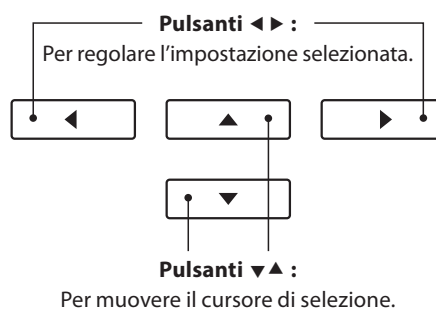 Pulsanti ◀ ▶ :
Per regolare l'impostazione selezionata.
Pulsanti ▼▲ :
Per muovere il cursore di selezione.